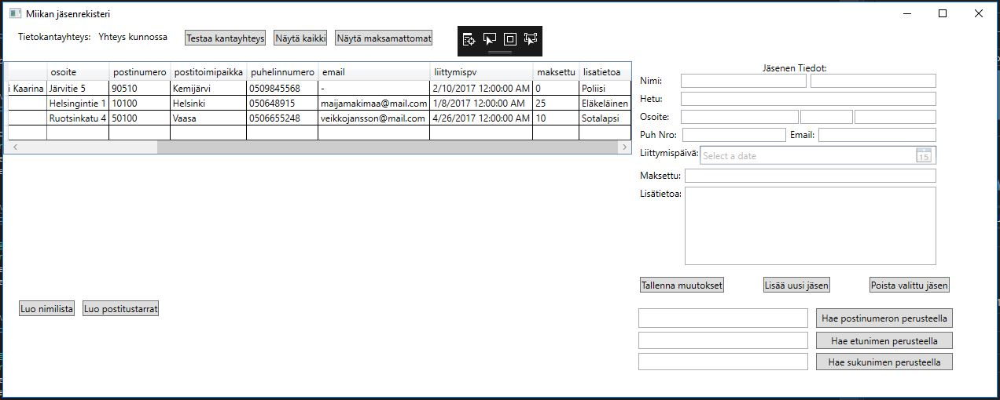 Miikan jäsenrekisteri
Tietokantayhteys: Yhteys kunnossa Testaa kantayhteys Näytä kaikki Näytä maksamattomat
osoite postinumero postitoimipaikka puhelinnumero email liittymispv maksettu lisatietoa
i Kaarina Järvitie 5 90510 Kemijärvi 0509845568 - 2/10/2017 12:00:00 AM 0 Poliisi
Helsingintie 1 10100 Helsinki 050648915 maijamakimaa@mail.com 1/8/2017 12:00:00 AM 25 Eläkeläinen
Ruotsinkatu 4 50100 Vaasa 0506655248 veikkojansson@mail.com 4/26/2017 12:00:00 AM 10 Sotalapsi
Jäsenen Tiedot:
Nimi:
Hetu:
Osoite:
Puh Nro: Email:
Liittymispäivä: Select a date 15
Maksettu:
Lisätietoa:
Tallenna muutokset Lisää uusi jäsen Poista valittu jäsen
Luo nimilista Luo postitustarrat
Hae postinumeron perusteella
Hae etunimen perusteella
Hae sukunimen perusteella